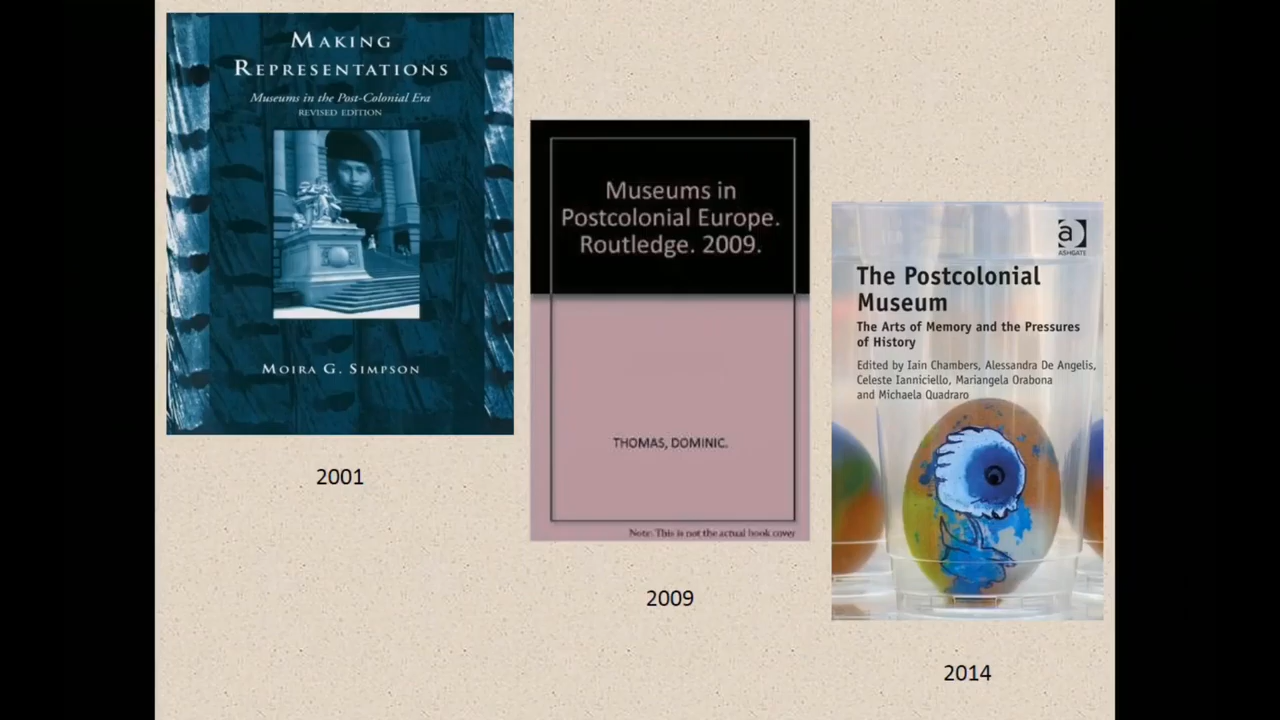 MAKING
REPRESENTATIONS
Museums in the Post-Colonial Era
REVISED EDITION
MOIRA G. SIMPSON
2001
Museums in
Postcolonial Europe.
Routledge. 2009.
THOMAS, DOMINIC.
Note: This is not the actual book cover
2009
a
ASHGATE
The Postcolonial
Museum
The Arts of Memory and the Pressures
of History
Edited by Iain Chambers, Alessandra De Angelis,
Celeste Ianniciello, Mariangela Orabona
and Michaela Quadraro
2014